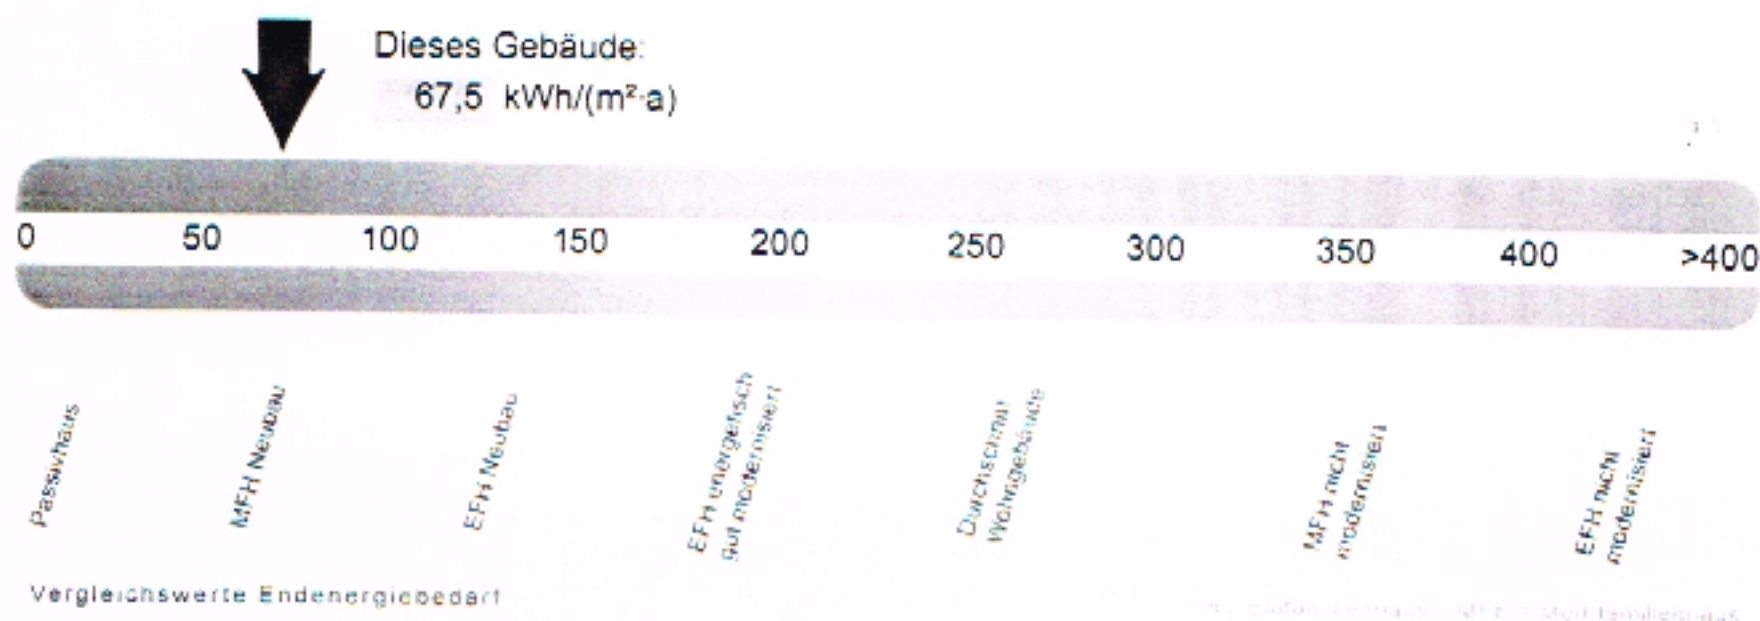 Dieses Gebäude:
67,5 kWh/(m²·a)
0 50 100 150 200 250 300 350 400 >400
Passivhaus
MFH Neubau
EFH Neubau
EFH energetisch
gut modernisiert
Durchschnitt
Wohngebäude
MFH nicht
modernisiert
EFH nicht
modernisiert
Vergleichswerte Endenergiebedarf